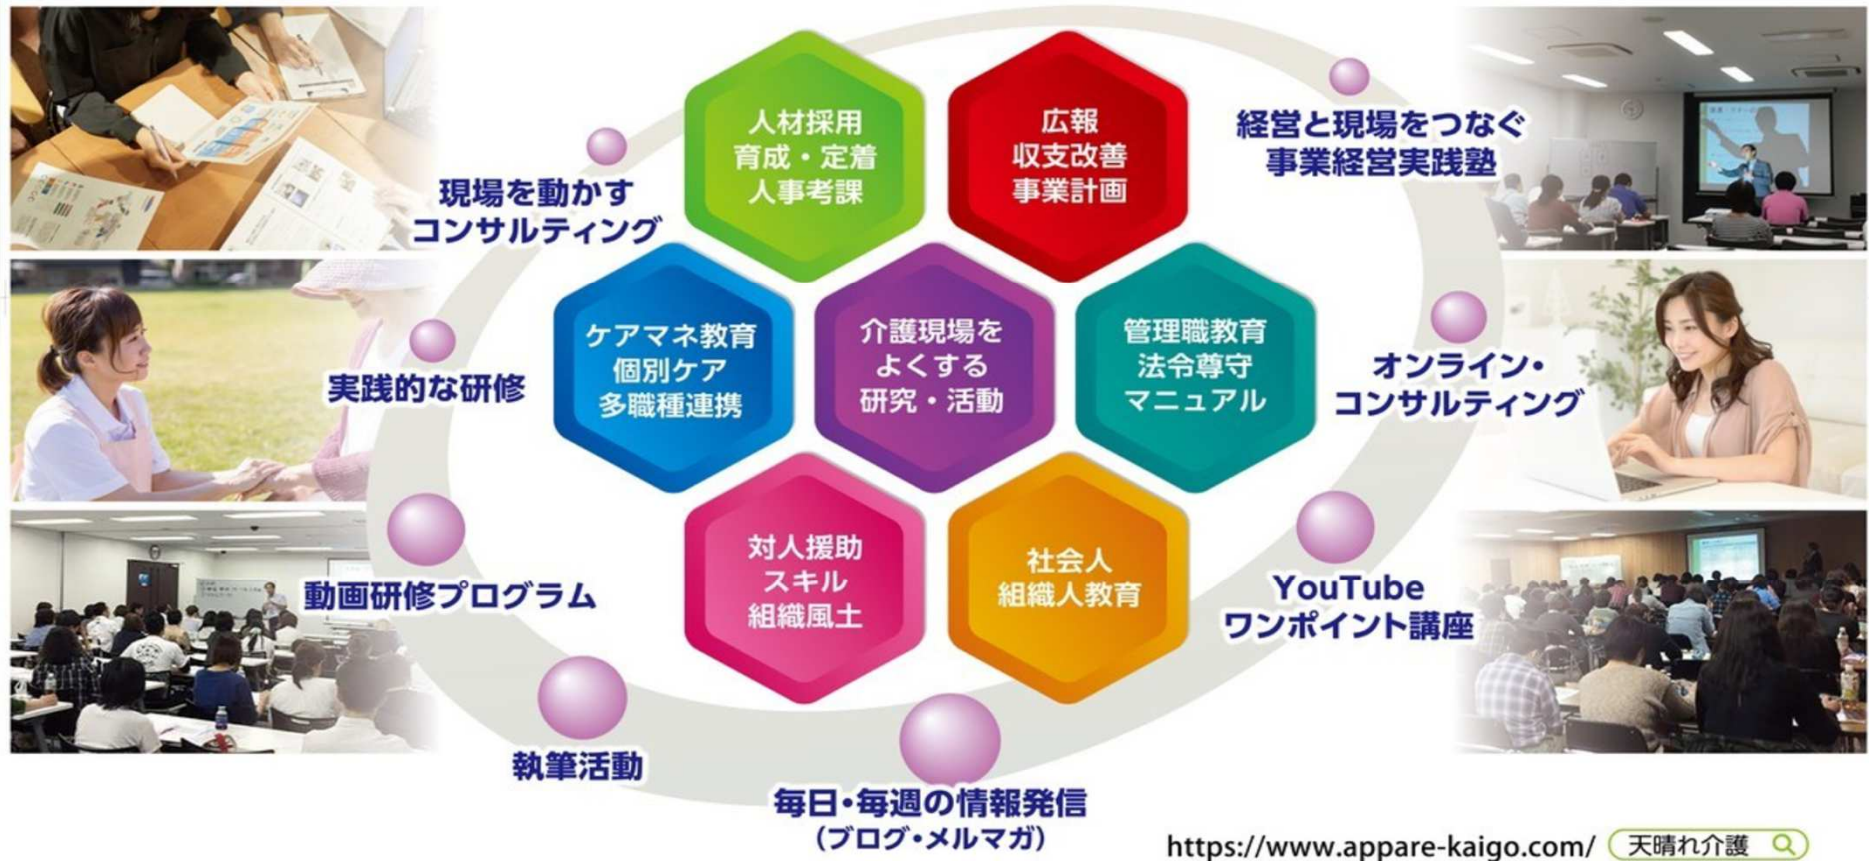 人材採用
育成・定着
人事考課
広報
収支改善
事業計画
経営と現場をつなぐ
事業経営実践塾
現場を動かす
コンサルティング
ケアマネ教育
個別ケア
多職種連携
介護現場を
よくする
研究・活動
管理職教育
法令尊守
マニュアル
オンライン・
コンサルティング
実践的な研修
対人援助
スキル
組織風土
社会人
組織人教育
動画研修プログラム
YouTube
ワンポイント講座
執筆活動
毎日・毎週の情報発信
(ブログ・メルマガ)
https://www.appare-kaigo.com/ 天晴れ介護